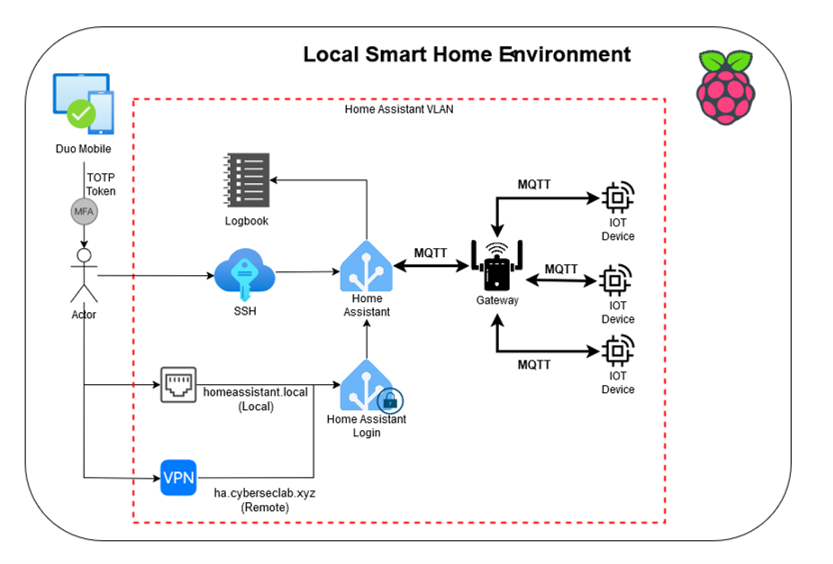 Local Smart Home Environment
Home Assistant VLAN
Duo Mobile
TOTP
Token
MFA
Actor
Logbook
SSH
Home
Assistant
MQTT
Gateway
MQTT
IOT
Device
MQTT
IOT
Device
MQTT
IOT
Device
homeassistant.local
(Local)
Home Assistant
Login
VPN
ha.cyberseclab.xyz
(Remote)